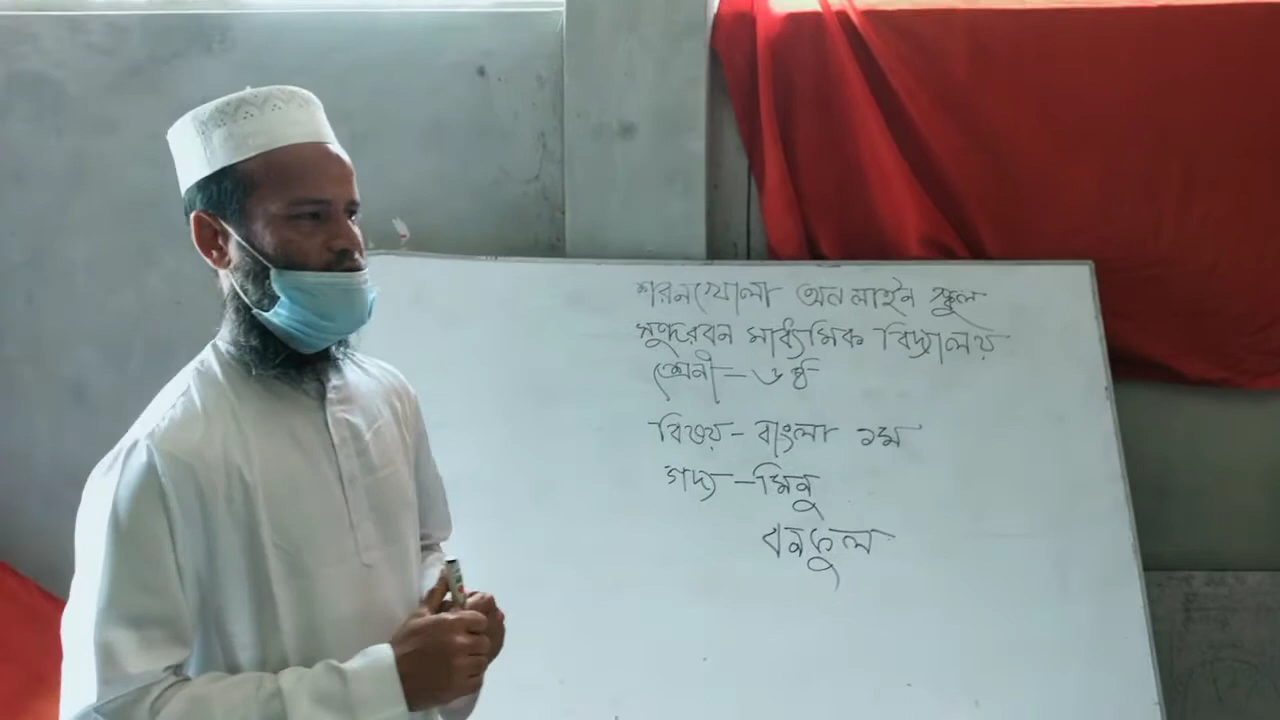 শরনখোলা অনলাইন স্কুল
সুন্দরবন মাধ্যমিক বিদ্যালয়
শ্রেনী - ৬ষ্ঠ
বিষয় - বাংলা ১ম
গদ্য - মিনু
বনফুল